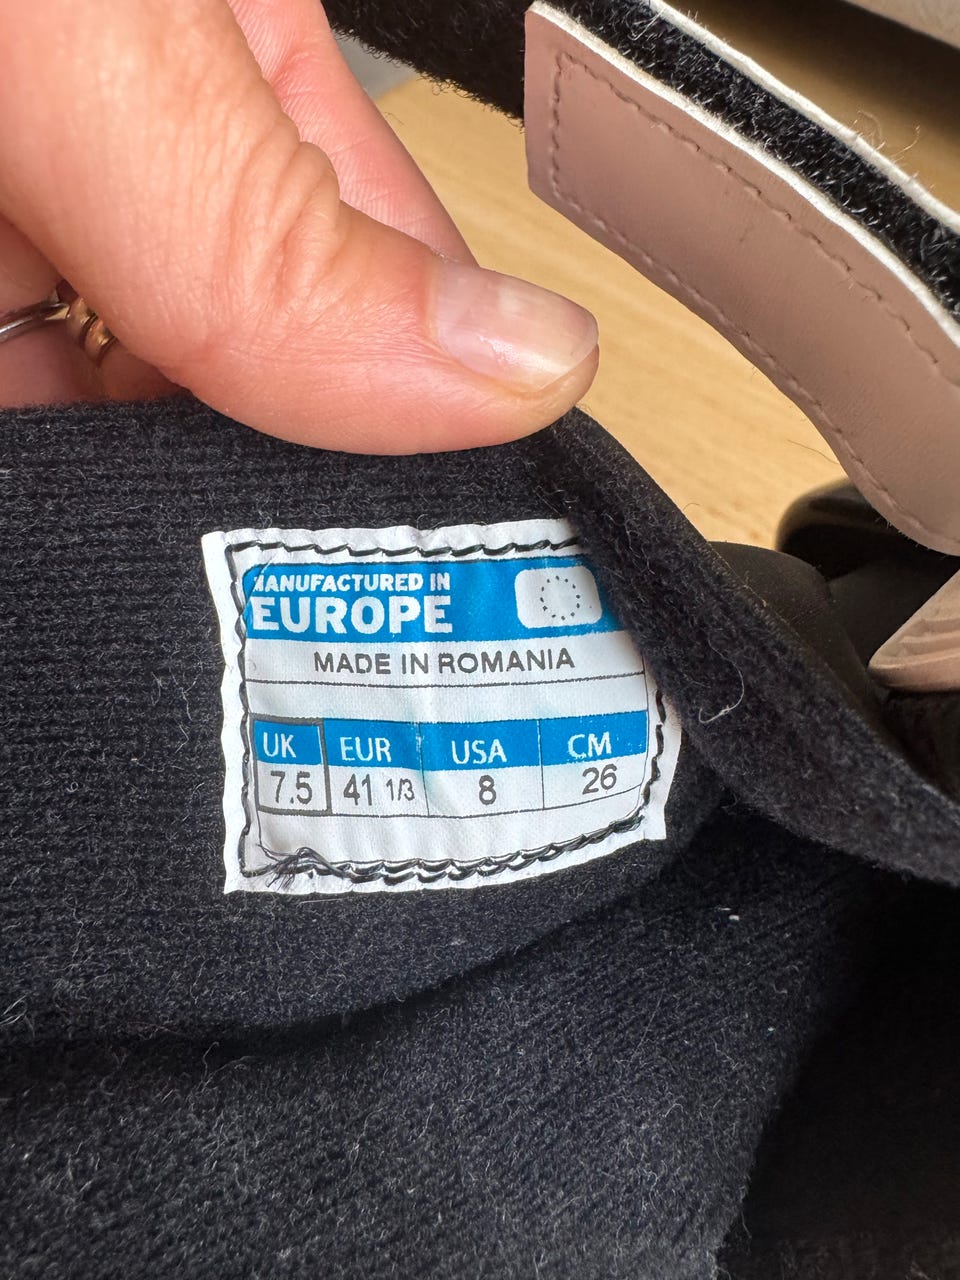 MANUFACTURED IN
EUROPE
MADE IN ROMANIA
UK EUR USA CM
7.5 41 1/3 8 26